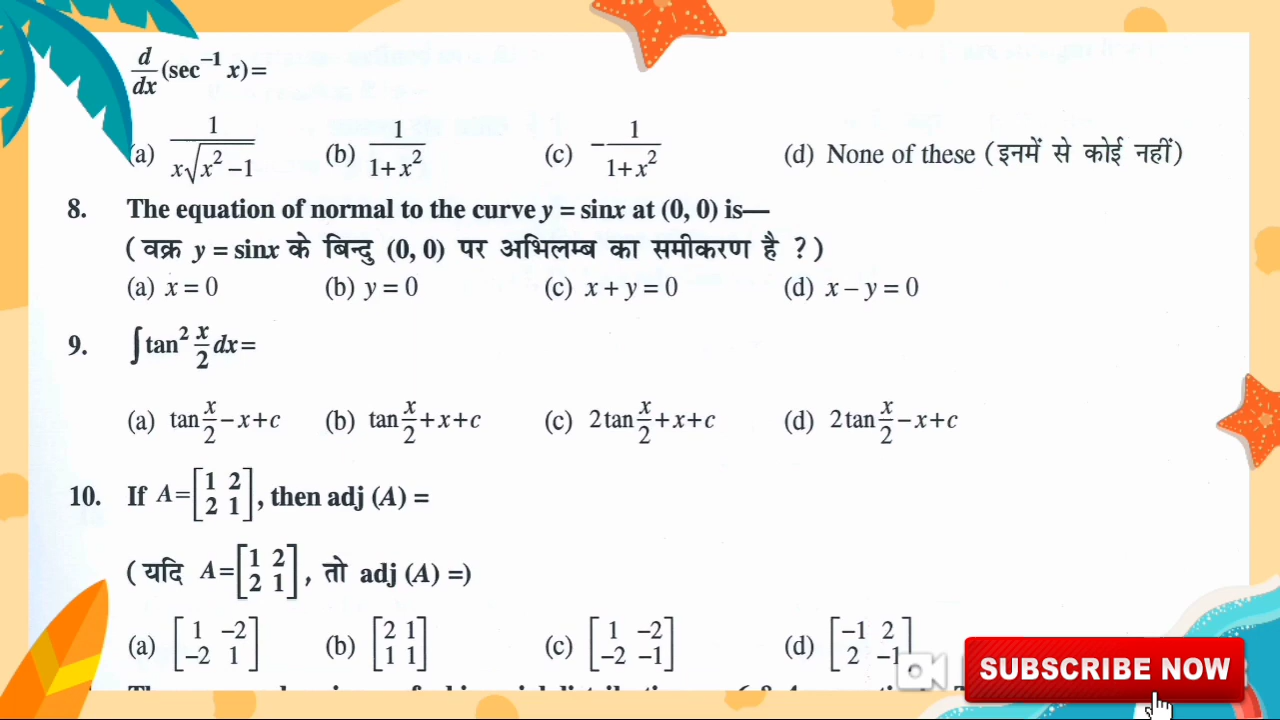 d/dx (sec⁻¹ x)=
(a) 1/(x√(x²−1)) (b) 1/(1+x²) (c) −1/(1+x²) (d) None of these (इनमें से कोई नहीं)
8. The equation of normal to the curve y = sinx at (0, 0) is—
( वक्र y = sinx के बिन्दु (0, 0) पर अभिलम्ब का समीकरण है ? )
(a) x = 0 (b) y = 0 (c) x + y = 0 (d) x – y = 0
9. ∫tan² x/2 dx=
(a) tan x/2 −x+c (b) tan x/2 +x+c (c) 2tan x/2 +x+c (d) 2tan x/2 −x+c
10. If A=[1 2; 2 1], then adj (A) =
( यदि A=[1 2; 2 1], तो adj (A) =)
(a) [1 −2; −2 1] (b) [2 1; 1 1] (c) [1 −2; −2 −1] (d) [−1 2; 2 −1]
SUBSCRIBE NOW